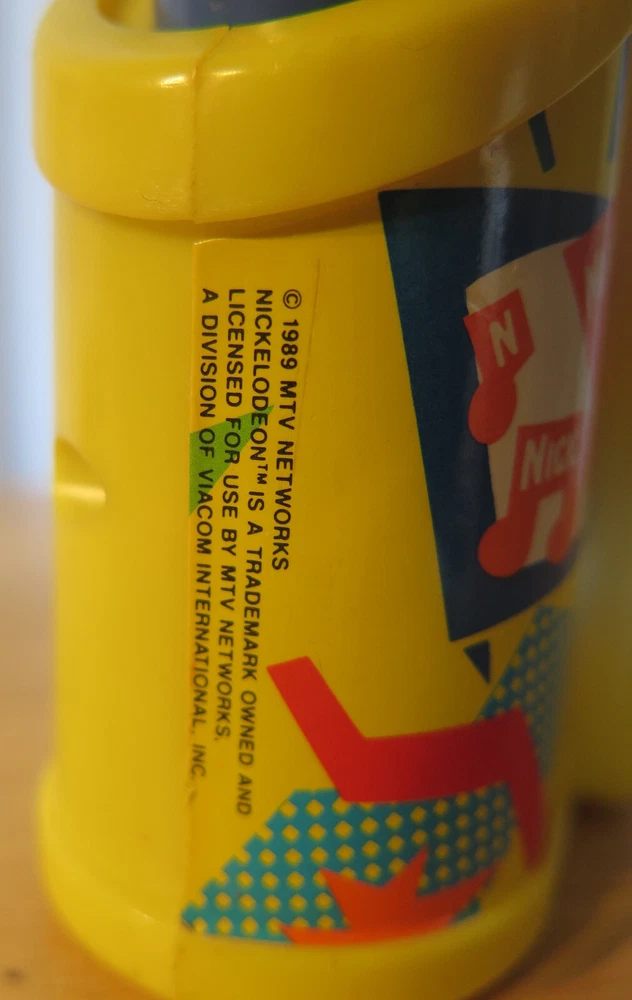 © 1989 MTV NETWORKS
NICKELODEON™ IS A TRADEMARK OWNED AND
LICENSED FOR USE BY MTV NETWORKS,
A DIVISION OF VIACOM INTERNATIONAL, INC.
N
N